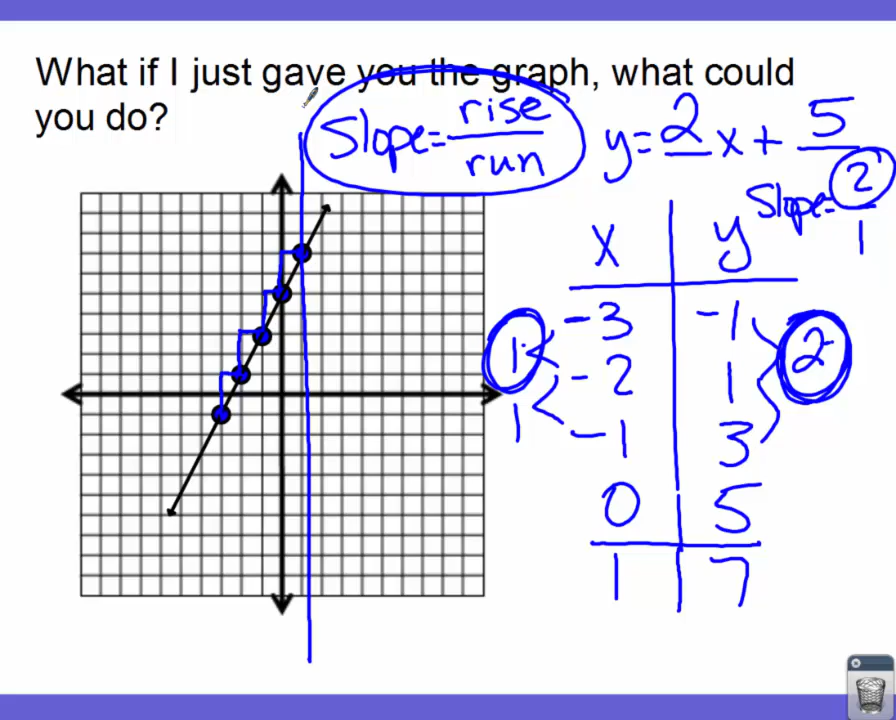 What if I just gave you the graph, what could
you do?
Slope = rise/run
y = 2x + 5
Slope = 2/1
x y
-3 -1
-2 1
-1 3
0 5
1 7
1 2
1